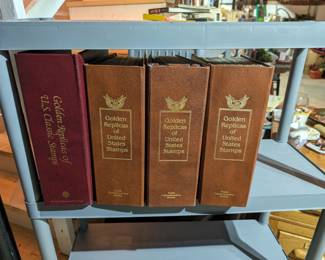 Golden Replicas of
U.S. Classic Stamps
Golden
Replicas
of
United
States
Stamps
Golden
Replicas
of
United
States
Stamps
Golden
Replicas
of
United
States
Stamps